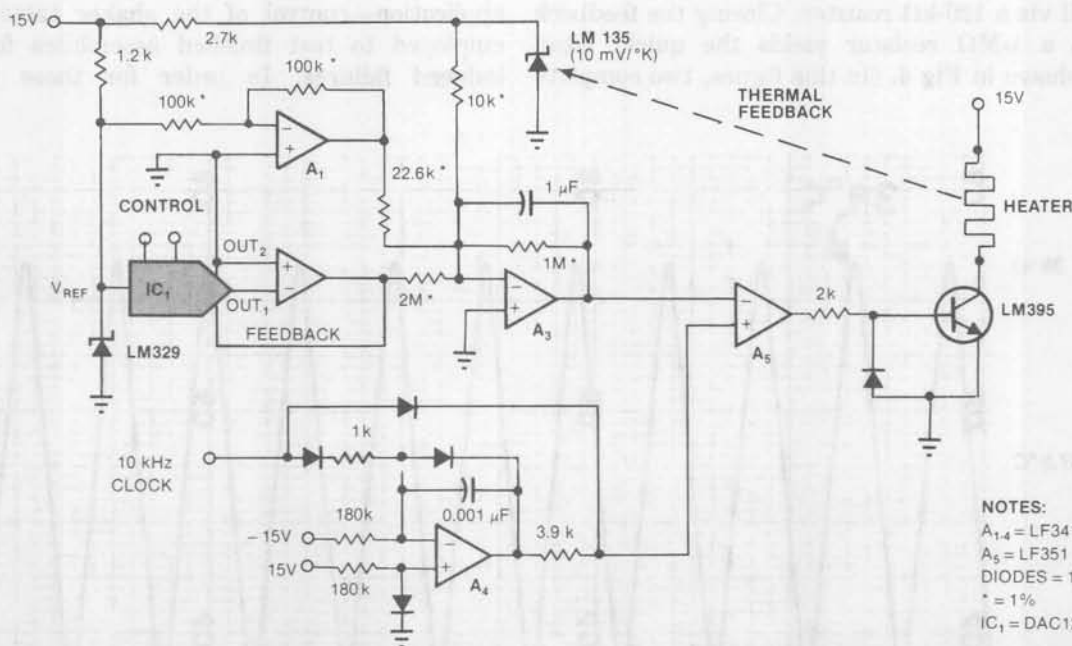 15V
2.7k
LM 135
(10 mV/°K)
1.2k
100k*
100k*
10k*
THERMAL
FEEDBACK
15V
A1
22.6k*
1 µF
HEATER
CONTROL
OUT2
1M*
VREF
IC1
OUT1
2M*
A3
2k
LM395
LM329
FEEDBACK
A5
1k
10 kHz
CLOCK
0.001 µF
180k
3.9 k
−15V
15V
A4
180k
NOTES:
A1-4 = LF34
A5 = LF351
DIODES = 1
* = 1%
IC1 = DAC12